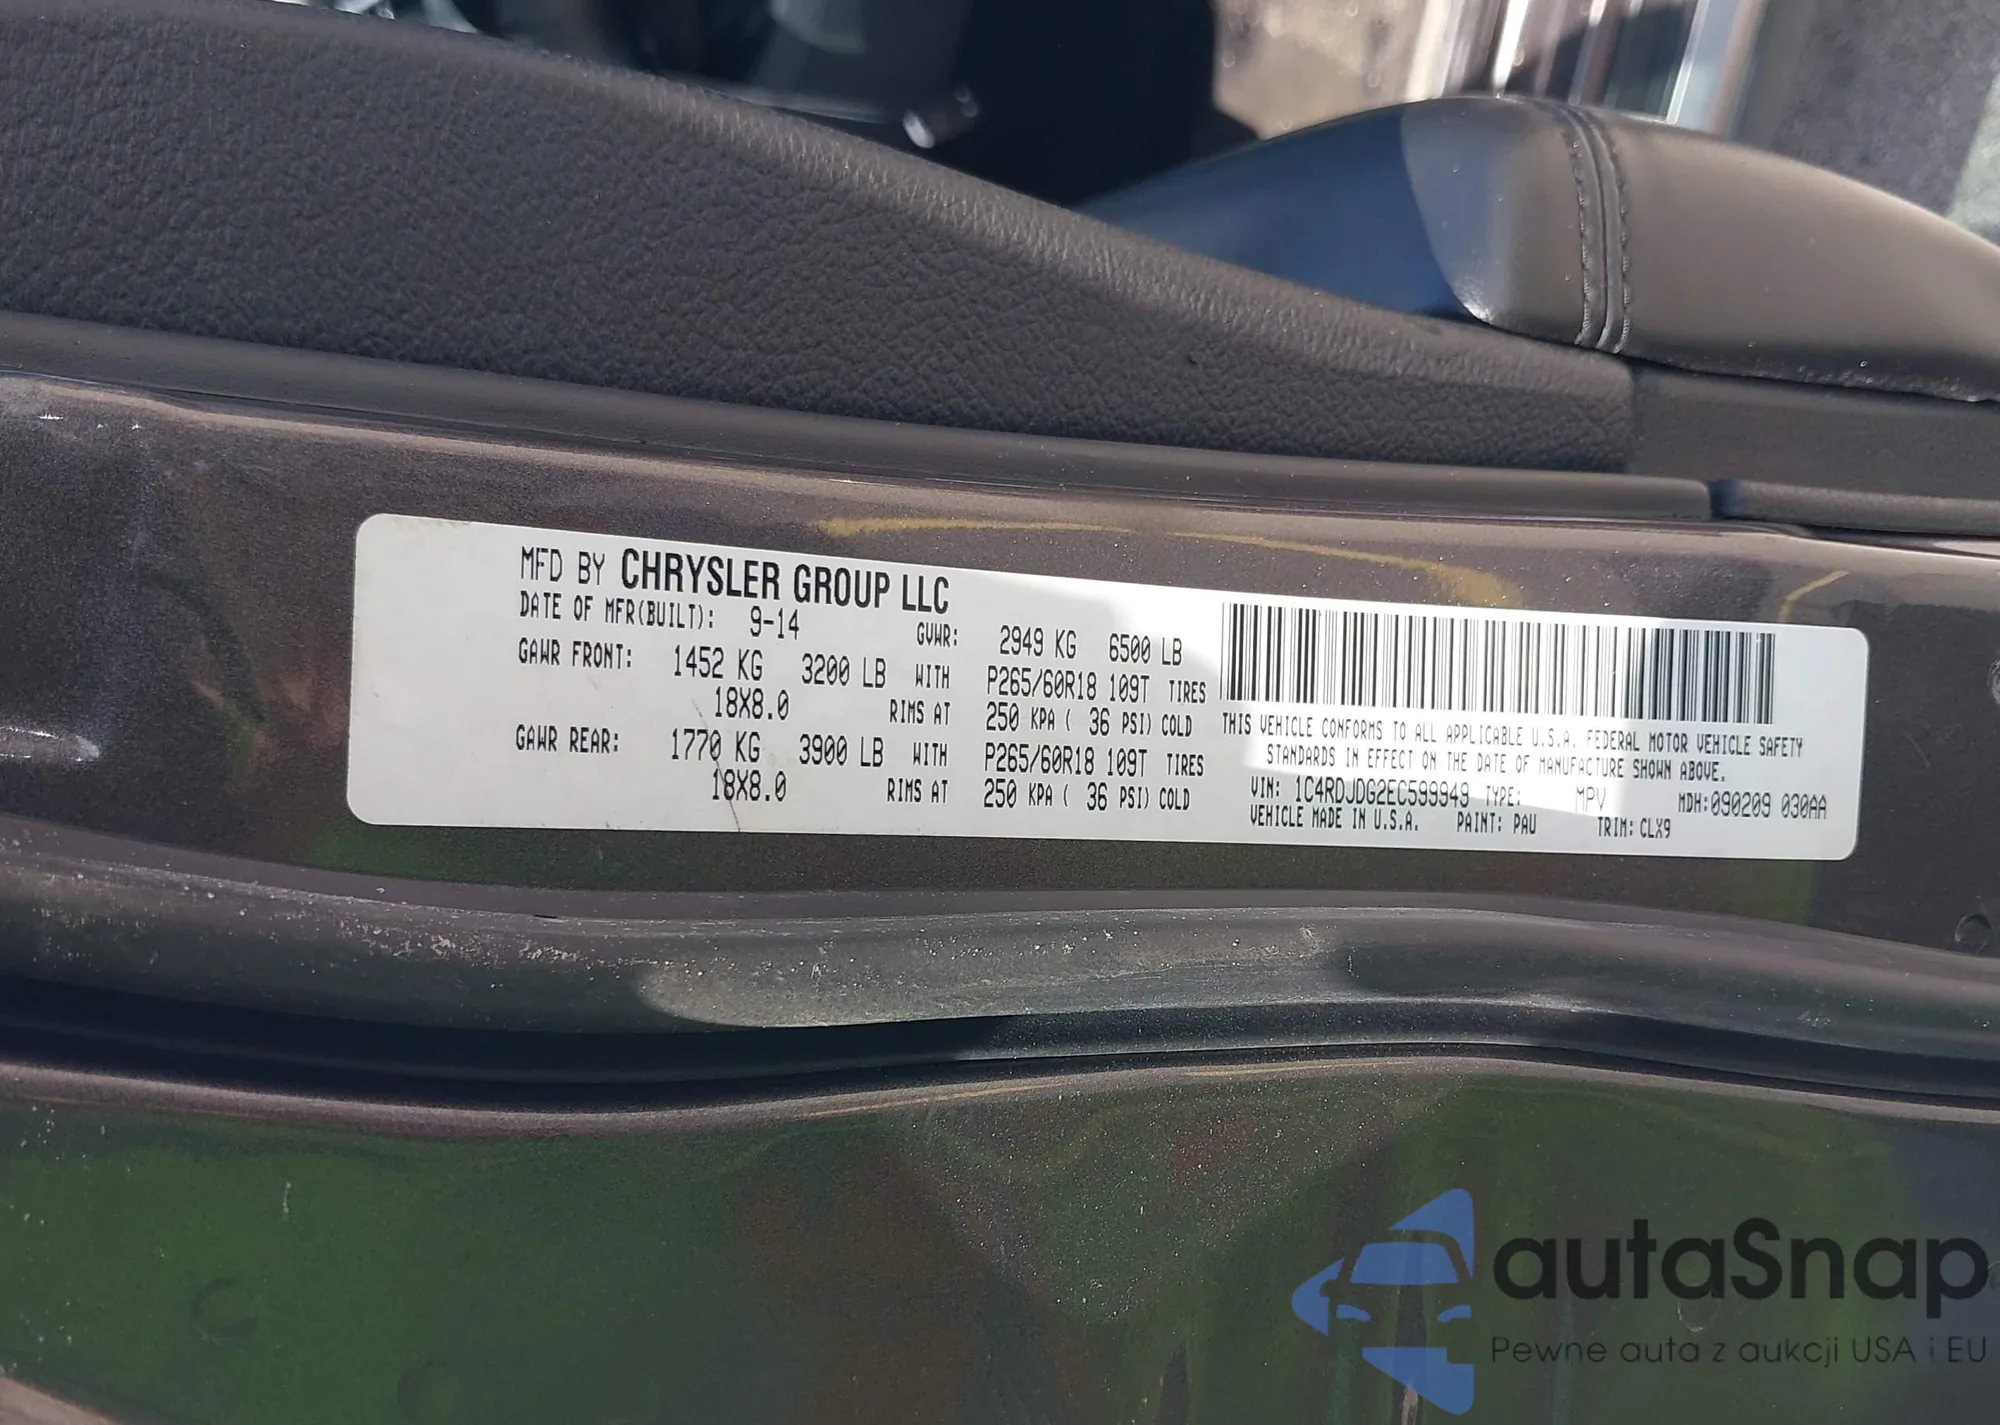 MFD BY CHRYSLER GROUP LLC
DATE OF MFR(BUILT): 9-14 GVWR: 2949 KG 6500 LB
GAWR FRONT: 1452 KG 3200 LB WITH P265/60R18 109T TIRES
18X8.0 RIMS AT 250 KPA ( 36 PSI) COLD
GAWR REAR: 1770 KG 3900 LB WITH P265/60R18 109T TIRES
18X8.0 RIMS AT 250 KPA ( 36 PSI) COLD
THIS VEHICLE CONFORMS TO ALL APPLICABLE U.S.A. FEDERAL MOTOR VEHICLE SAFETY
STANDARDS IN EFFECT ON THE DATE OF MANUFACTURE SHOWN ABOVE.
VIN: 1C4RDJDG2EC599949 TYPE: MPV MDH:090209 030AA
VEHICLE MADE IN U.S.A. PAINT: PAU TRIM: CLX9
autaSnap
Pewne auta z aukcji USA i EU